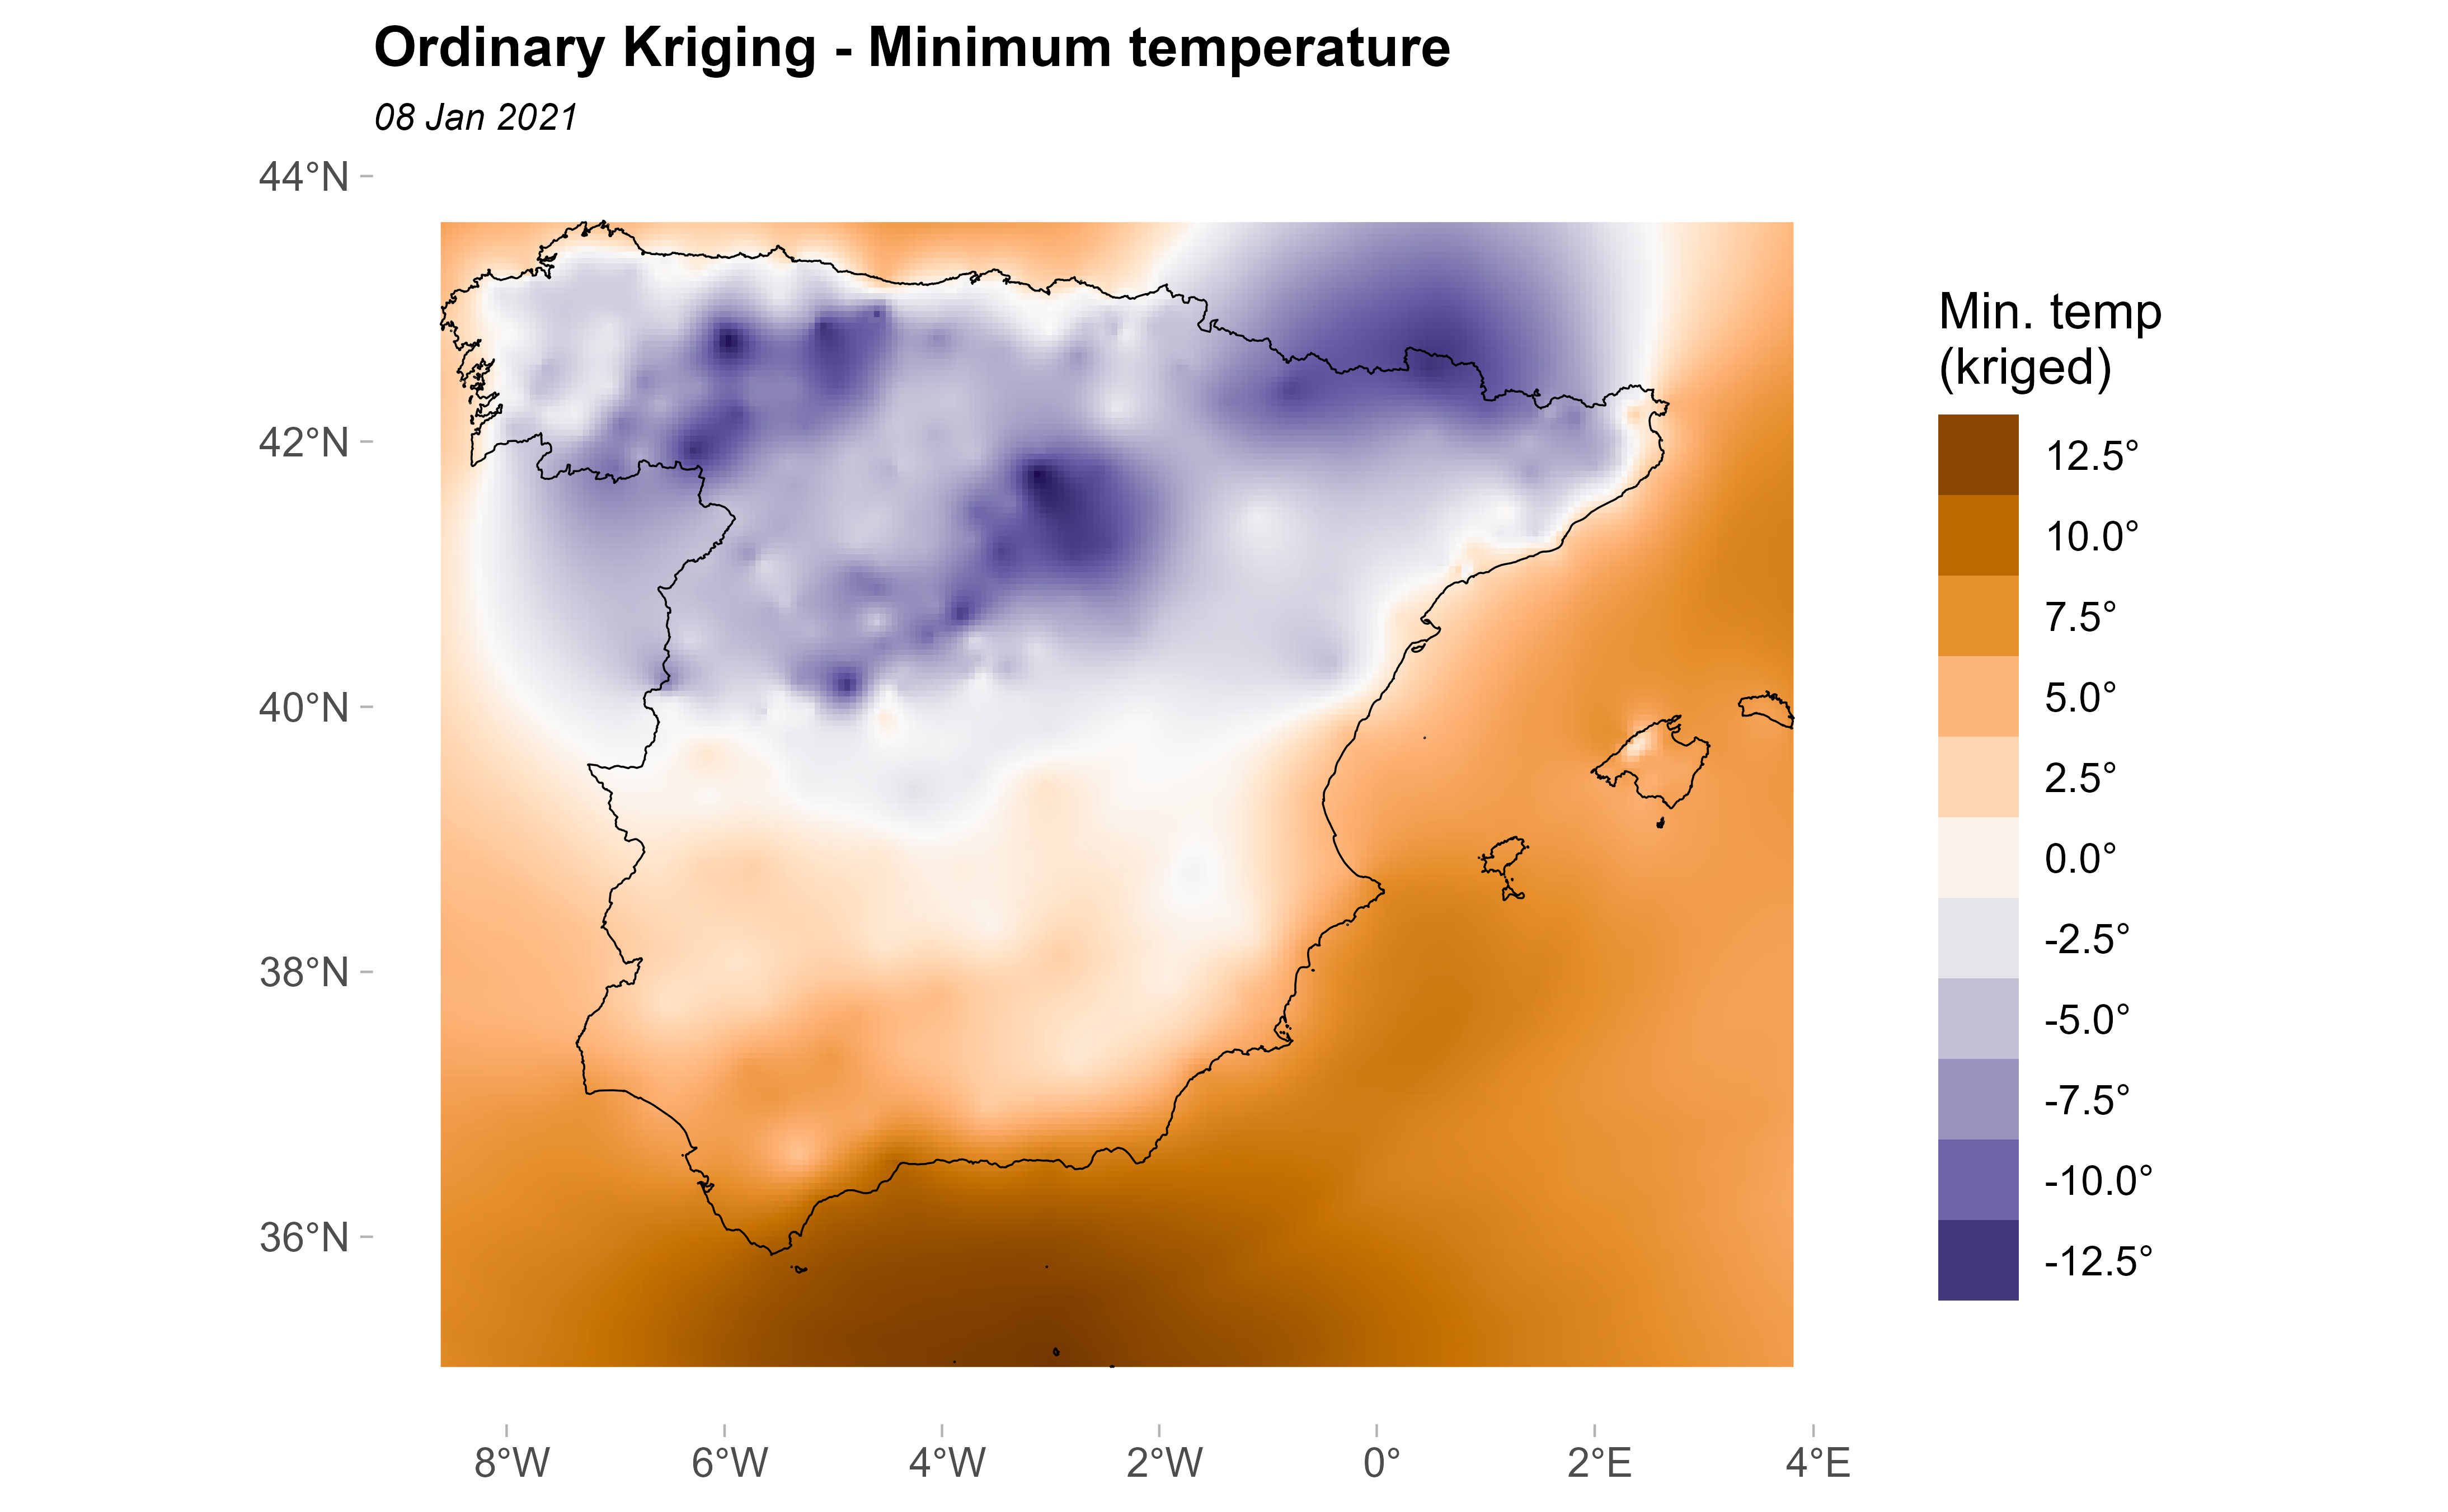 Ordinary Kriging - Minimum temperature
08 Jan 2021
44°N
42°N
40°N
38°N
36°N
8°W
6°W
4°W
2°W
0°
2°E
4°E
Min. temp
(kriged)
12.5°
10.0°
7.5°
5.0°
2.5°
0.0°
-2.5°
-5.0°
-7.5°
-10.0°
-12.5°